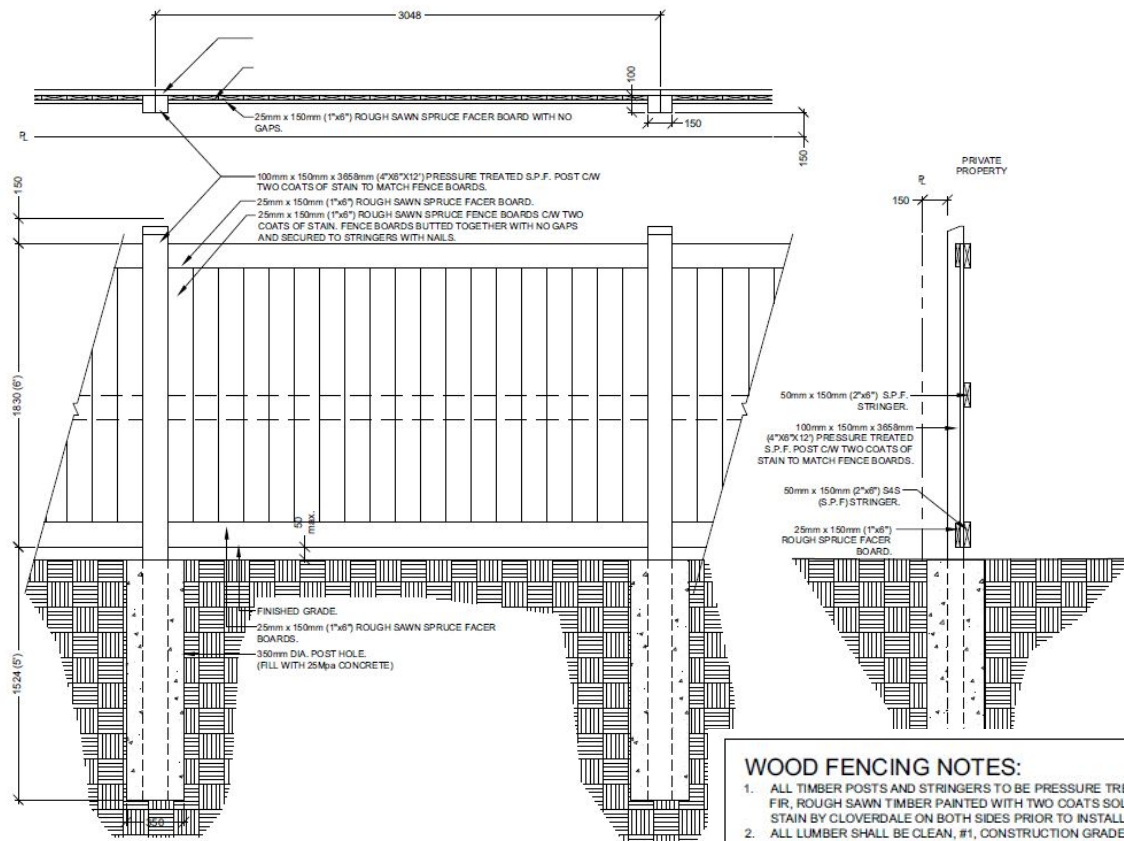 3048
100
25mm x 150mm (1"x6") ROUGH SAWN SPRUCE FACER BOARD WITH NO
GAPS.
150
150
PL
150
100mm x 150mm x 3658mm (4"X6"X12') PRESSURE TREATED S.P.F. POST C/W
TWO COATS OF STAIN TO MATCH FENCE BOARDS.
25mm x 150mm (1"x6") ROUGH SAWN SPRUCE FACER BOARD.
25mm x 150mm (1"x6") ROUGH SAWN SPRUCE FENCE BOARDS C/W TWO
COATS OF STAIN. FENCE BOARDS BUTTED TOGETHER WITH NO GAPS
AND SECURED TO STRINGERS WITH NAILS.
1830 (6')
50
max.
FINISHED GRADE.
25mm x 150mm (1"x6") ROUGH SAWN SPRUCE FACER
BOARDS.
350mm DIA. POST HOLE.
(FILL WITH 25Mpa CONCRETE)
1524 (5')
350
PRIVATE
PROPERTY
PL
150
50mm x 150mm (2"x6") S.P.F.
STRINGER.
100mm x 150mm x 3658mm
(4"X6"X12') PRESSURE TREATED
S.P.F. POST C/W TWO COATS OF
STAIN TO MATCH FENCE BOARDS.
50mm x 150mm (2"x6") S4S
(S.P.F) STRINGER.
25mm x 150mm (1"x6")
ROUGH SPRUCE FACER
BOARD.
WOOD FENCING NOTES:
1. ALL TIMBER POSTS AND STRINGERS TO BE PRESSURE TRE
FIR, ROUGH SAWN TIMBER PAINTED WITH TWO COATS SOL
STAIN BY CLOVERDALE ON BOTH SIDES PRIOR TO INSTALL
2. ALL LUMBER SHALL BE CLEAN, #1, CONSTRUCTION GRADE